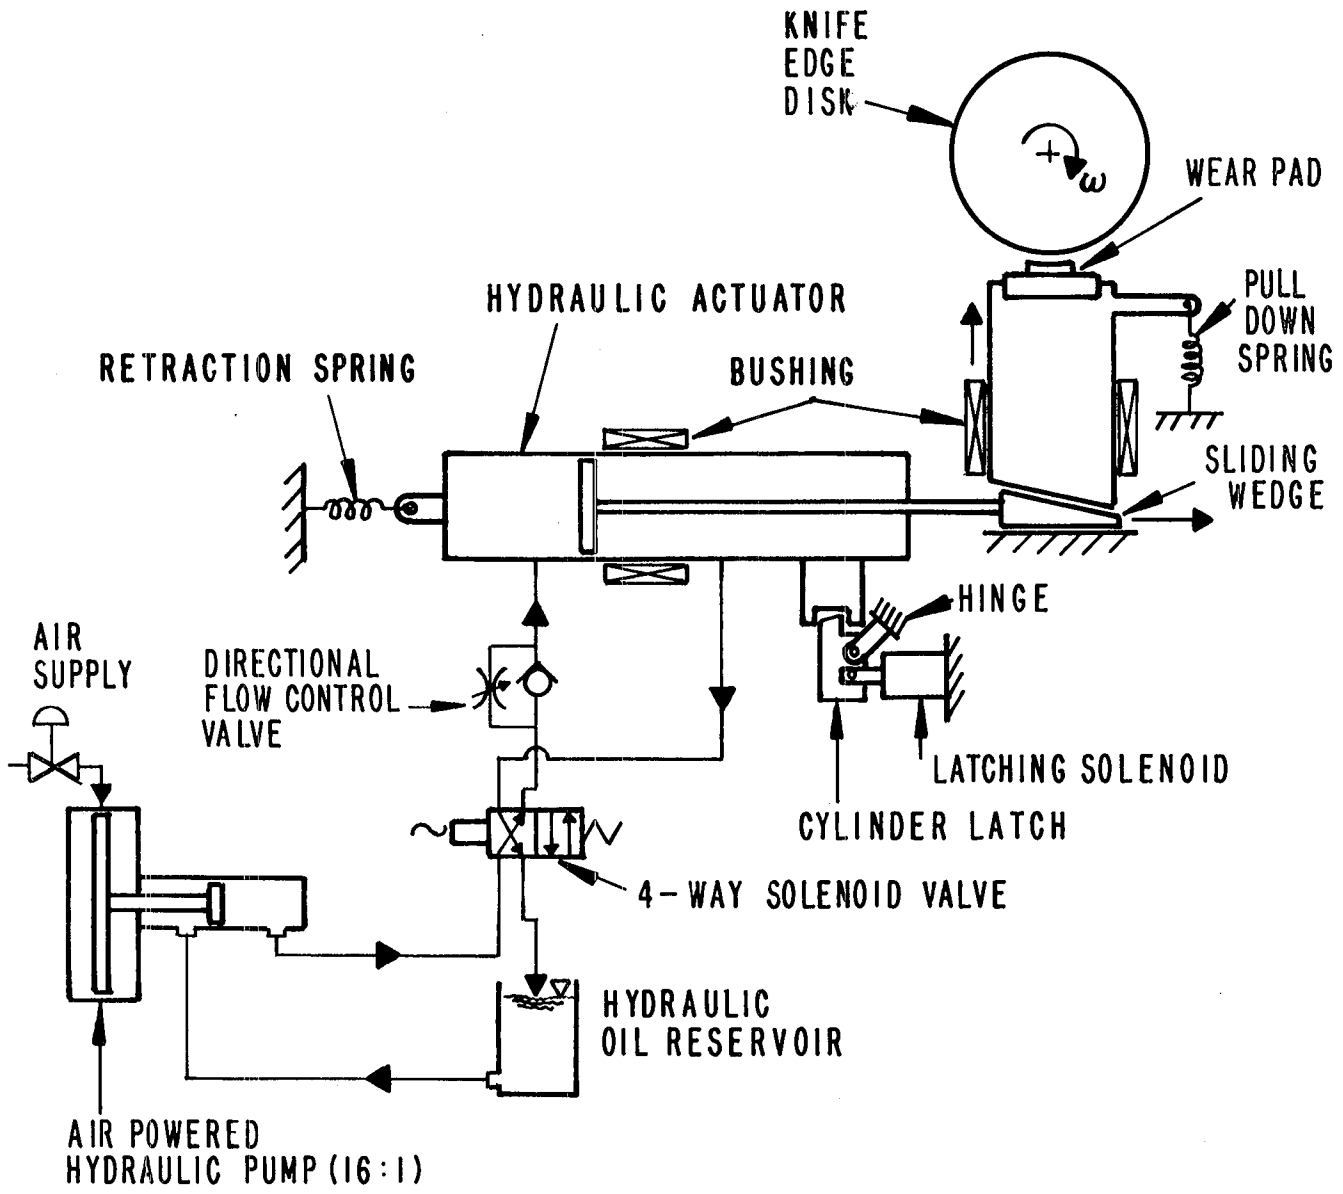 KNIFE
EDGE
DISK
ω
WEAR PAD
HYDRAULIC ACTUATOR
PULL
DOWN
SPRING
RETRACTION SPRING
BUSHING
SLIDING
WEDGE
HINGE
AIR
SUPPLY
DIRECTIONAL
FLOW CONTROL
VALVE
LATCHING SOLENOID
CYLINDER LATCH
4-WAY SOLENOID VALVE
HYDRAULIC
OIL RESERVOIR
AIR POWERED
HYDRAULIC PUMP (16:1)